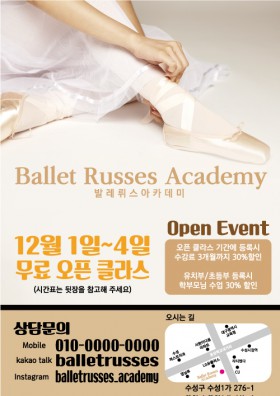 Ballet Russes Academy
발레뤼스아카데미
12월 1일~4일
무료 오픈 클라스
(시간표는 뒷장을 참고해 주세요)
Open Event
오픈 클라스 기간에 등록시
수강료 3개월까지 30%할인
유치부/초등부 등록시
학부모님 수업 30% 할인
상담문의
Mobile 010-0000-0000
kakao talk balletrusses
Instagram balletrusses.academy
오시는 길
수성구 수성1가 276-1